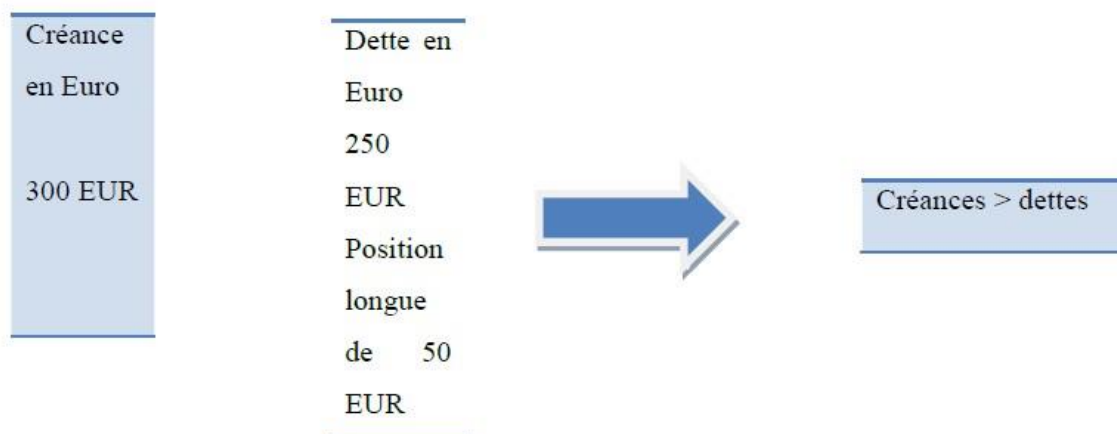 Créance
en Euro
300 EUR
Dette en
Euro
250
EUR
Position
longue
de 50
EUR
Créances > dettes